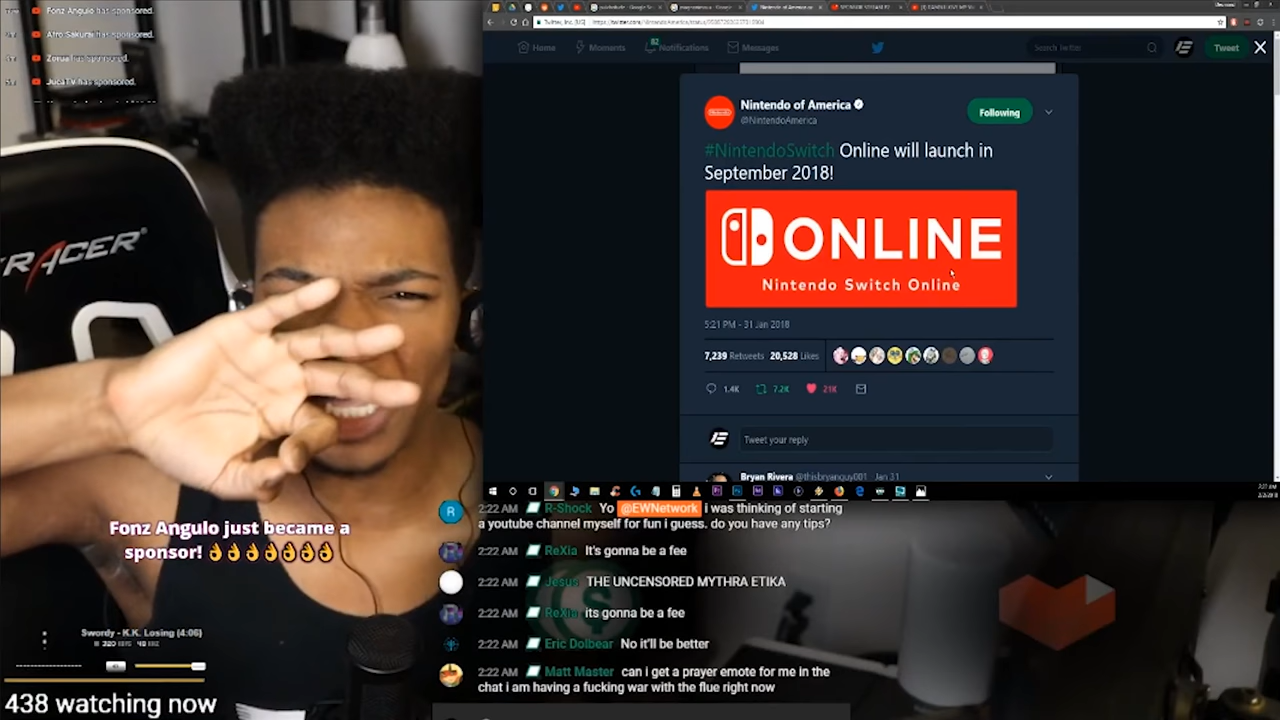 Fonz Angulo has sponsored.
Afro Sakurai has sponsored.
Zorua has sponsored.
JucaTV has sponsored.
RACER
Fonz Angulo just became a
sponsor! 👌👌👌👌👌👌👌
Swordy - K.K. Losing (4:06)
438 watching now
Home
Moments
82
Notifications
Messages
Search Twitter
Tweet
Nintendo of America
@NintendoAmerica
Following
#NintendoSwitch Online will launch in
September 2018!
ONLINE
Nintendo Switch Online
5:21 PM - 31 Jan 2018
7,239 Retweets 20,528 Likes
1.4K 7.2K 21K
Tweet your reply
Bryan Rivera @thisbryanguy001 Jan 31
R
2:22 AM R-Shock Yo @EWNetwork i was thinking of starting
a youtube channel myself for fun i guess. do you have any tips?
2:22 AM ReXia It's gonna be a fee
2:22 AM Jesus THE UNCENSORED MYTHRA ETIKA
2:22 AM ReXia its gonna be a fee
2:22 AM Eric Dolbear No it'll be better
2:22 AM Matt Master can i get a prayer emote for me in the
chat i am having a fucking war with the flue right now